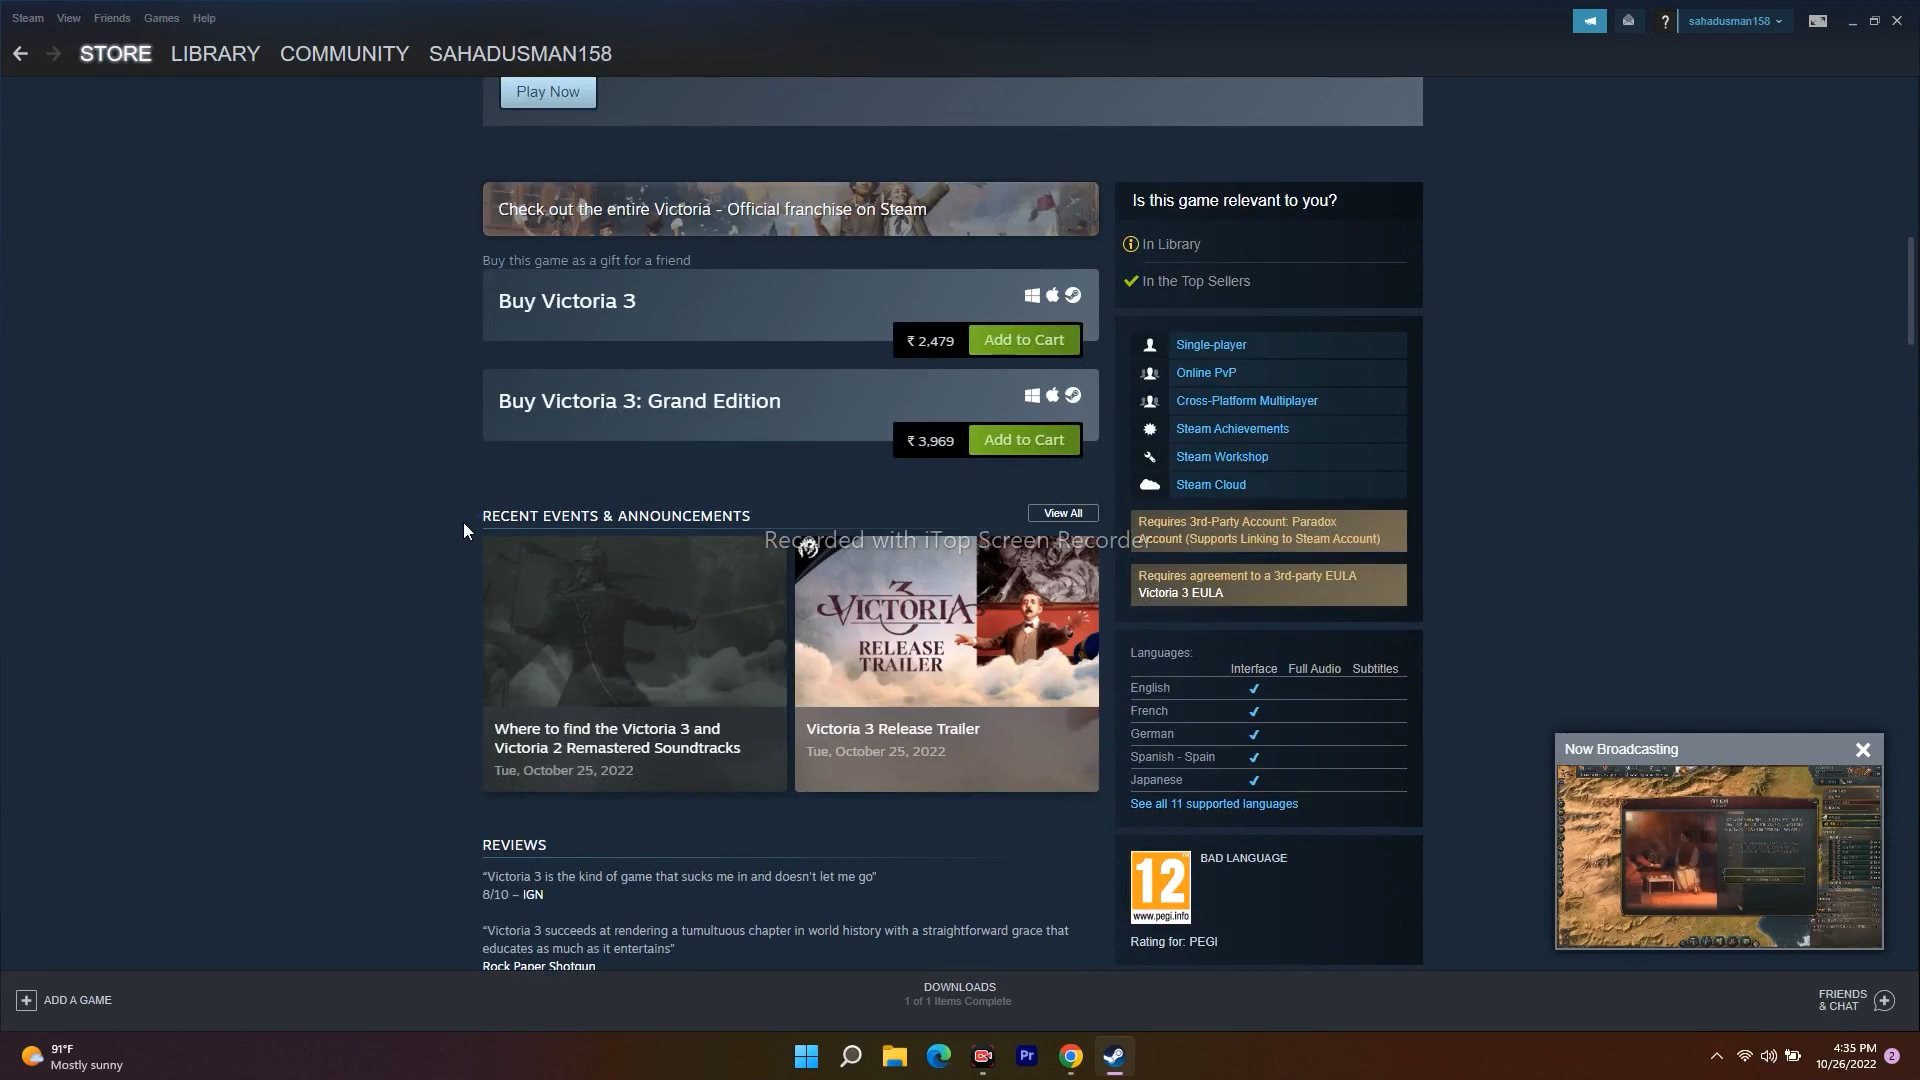 Steam View Friends Games Help
sahadusman158
STORE LIBRARY COMMUNITY SAHADUSMAN158
Play Now
Check out the entire Victoria - Official franchise on Steam
Buy this game as a gift for a friend
Buy Victoria 3
₹ 2,479 Add to Cart
Buy Victoria 3: Grand Edition
₹ 3,969 Add to Cart
RECENT EVENTS & ANNOUNCEMENTS View All
Recorded with iTop Screen Recorder
3
VICTORIA
RELEASE
TRAILER
Where to find the Victoria 3 and
Victoria 2 Remastered Soundtracks
Tue, October 25, 2022
Victoria 3 Release Trailer
Tue, October 25, 2022
REVIEWS
“Victoria 3 is the kind of game that sucks me in and doesn't let me go”
8/10 – IGN
“Victoria 3 succeeds at rendering a tumultuous chapter in world history with a straightforward grace that
educates as much as it entertains”
Rock Paper Shotgun
Is this game relevant to you?
In Library
In the Top Sellers
Single-player
Online PvP
Cross-Platform Multiplayer
Steam Achievements
Steam Workshop
Steam Cloud
Requires 3rd-Party Account: Paradox
Account (Supports Linking to Steam Account)
Requires agreement to a 3rd-party EULA
Victoria 3 EULA
Languages:
Interface Full Audio Subtitles
English
French
German
Spanish - Spain
Japanese
See all 11 supported languages
12
www.pegi.info
BAD LANGUAGE
Rating for: PEGI
Now Broadcasting
ADD A GAME
DOWNLOADS
1 of 1 Items Complete
FRIENDS
& CHAT
91°F
Mostly sunny
Pr
4:35 PM
10/26/2022
2